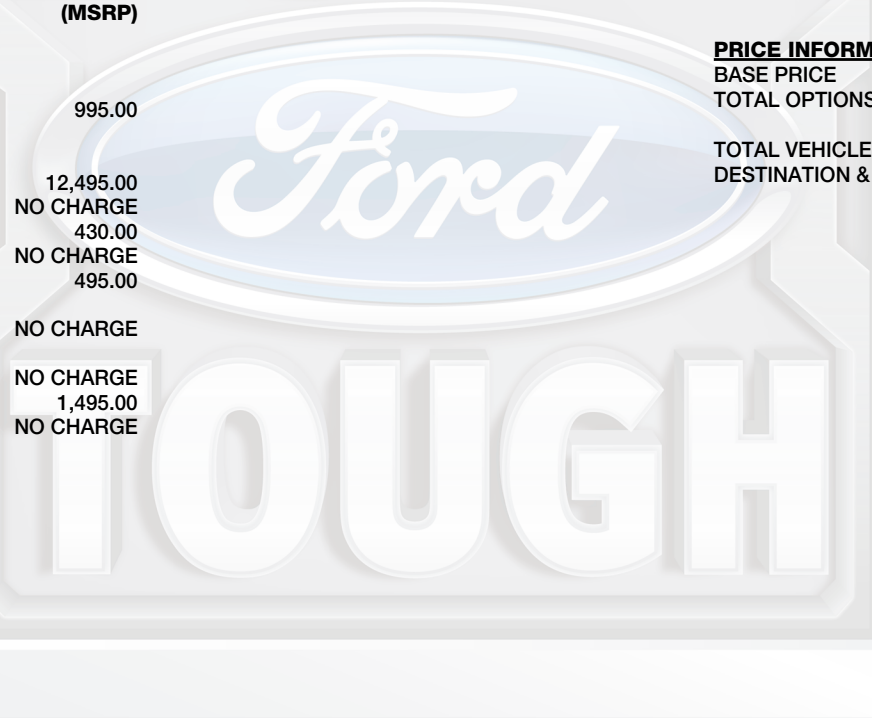 (MSRP)
995.00
12,495.00
NO CHARGE
430.00
NO CHARGE
495.00
NO CHARGE
NO CHARGE
1,495.00
NO CHARGE
PRICE INFORM
BASE PRICE
TOTAL OPTIONS
TOTAL VEHICLE
DESTINATION &
Ford
TOUGH